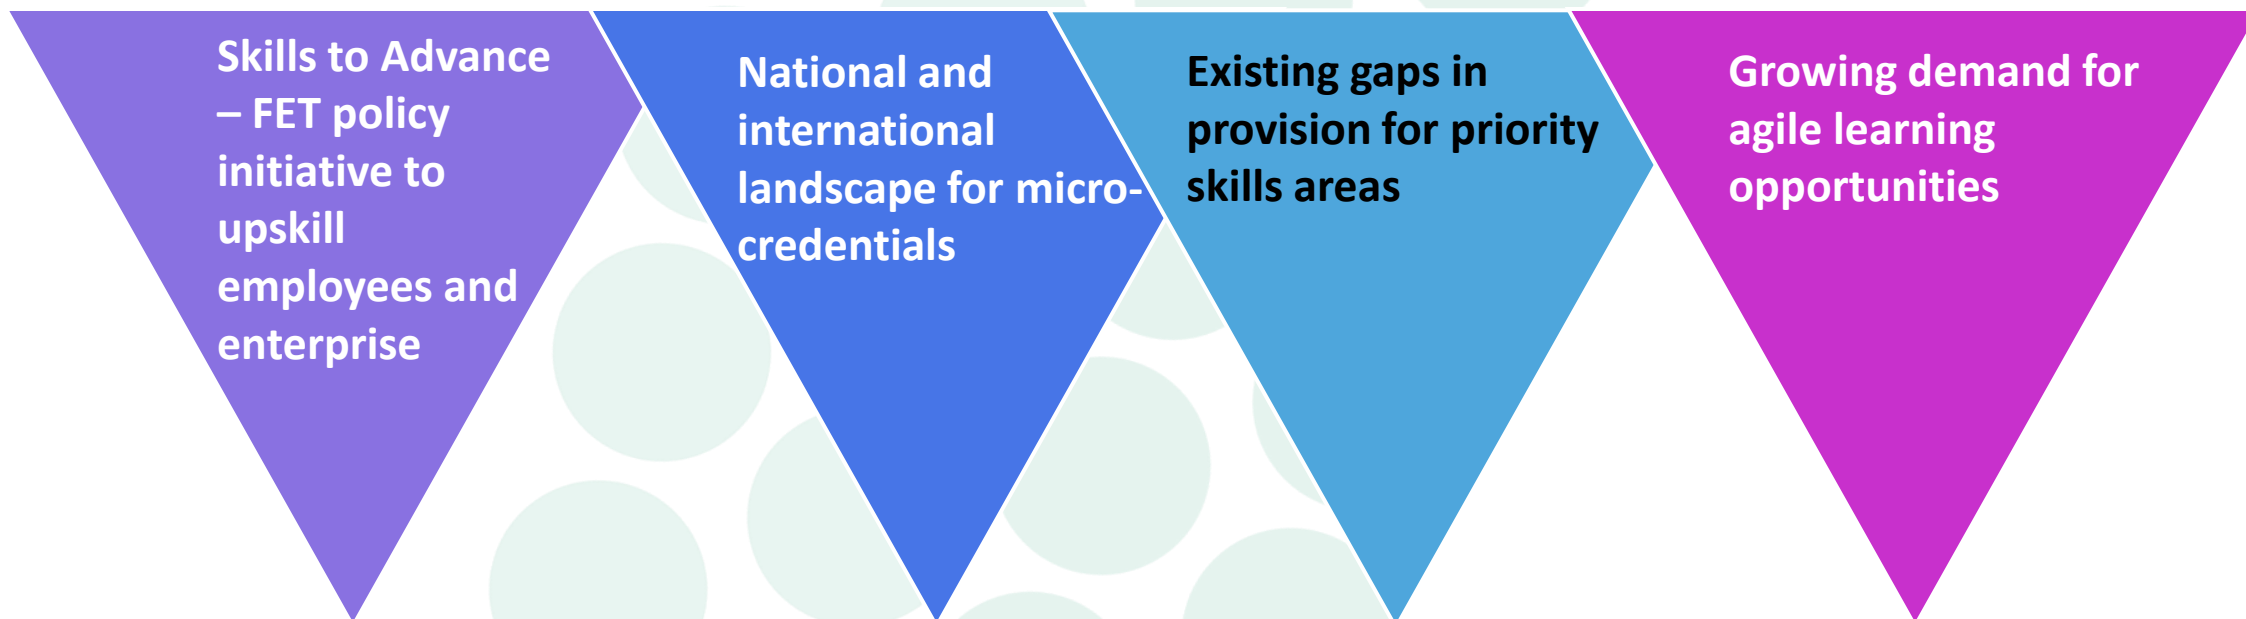 Skills to Advance
– FET policy
initiative to
upskill
employees and
enterprise
National and
international
landscape for micro-
credentials
Existing gaps in
provision for priority
skills areas
Growing demand for
agile learning
opportunities